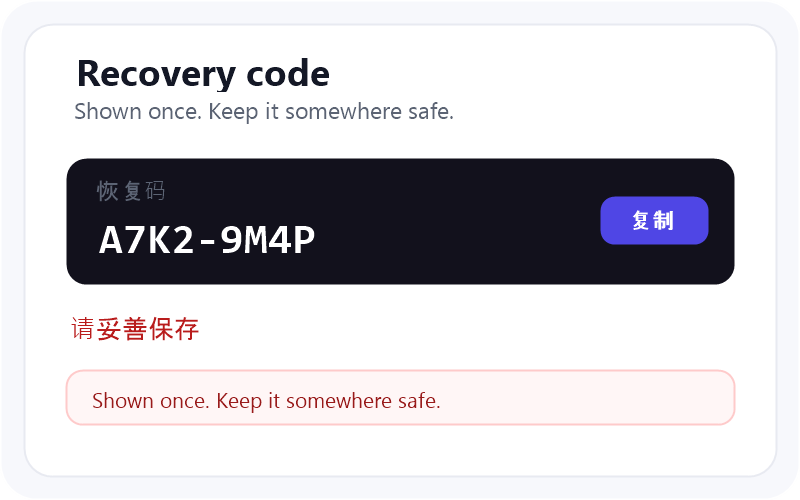 Recovery code
Shown once. Keep it somewhere safe.
恢复码
A7K2-9M4P
复制
请妥善保存
Shown once. Keep it somewhere safe.